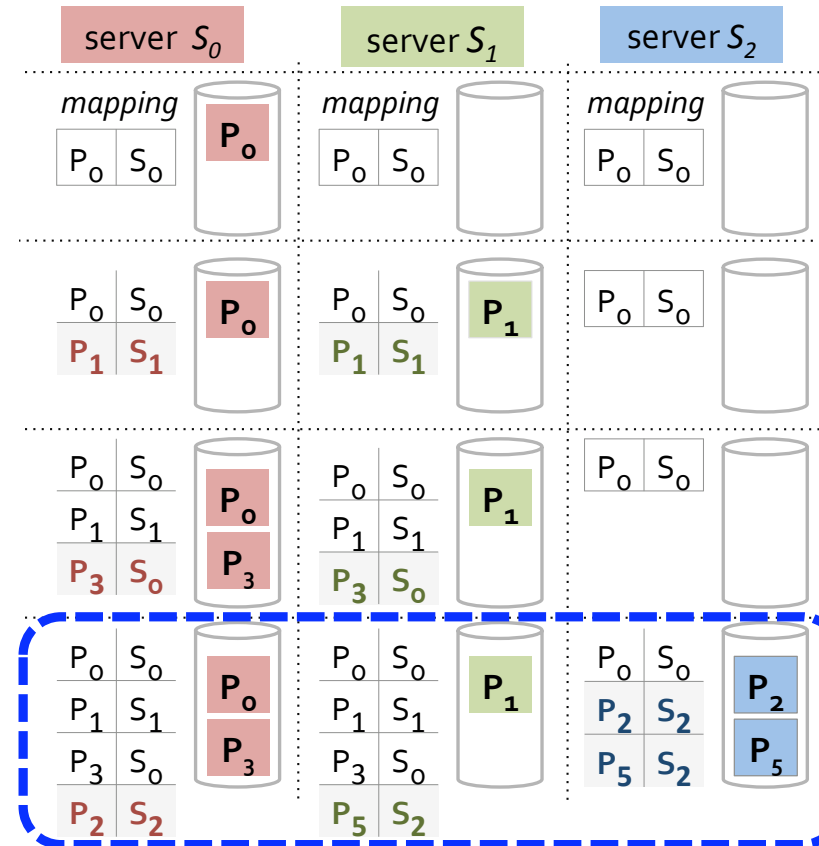 server S₀ server S₁ server S₂
mapping mapping mapping
P₀ S₀ P₀ P₀ S₀ P₀ S₀
P₀ S₀ P₀ P₀ S₀ P₁ P₀ S₀
P₁ S₁ P₁ S₁
P₀ S₀ P₀ P₀ S₀ P₁ P₀ S₀
P₁ S₁ P₃ P₁ S₁
P₃ S₀ P₃ S₀
P₀ S₀ P₀ P₀ S₀ P₁ P₀ S₀ P₂
P₁ S₁ P₃ P₁ S₁ P₂ S₂ P₅
P₃ S₀ P₃ S₀ P₅ S₂
P₂ S₂ P₅ S₂